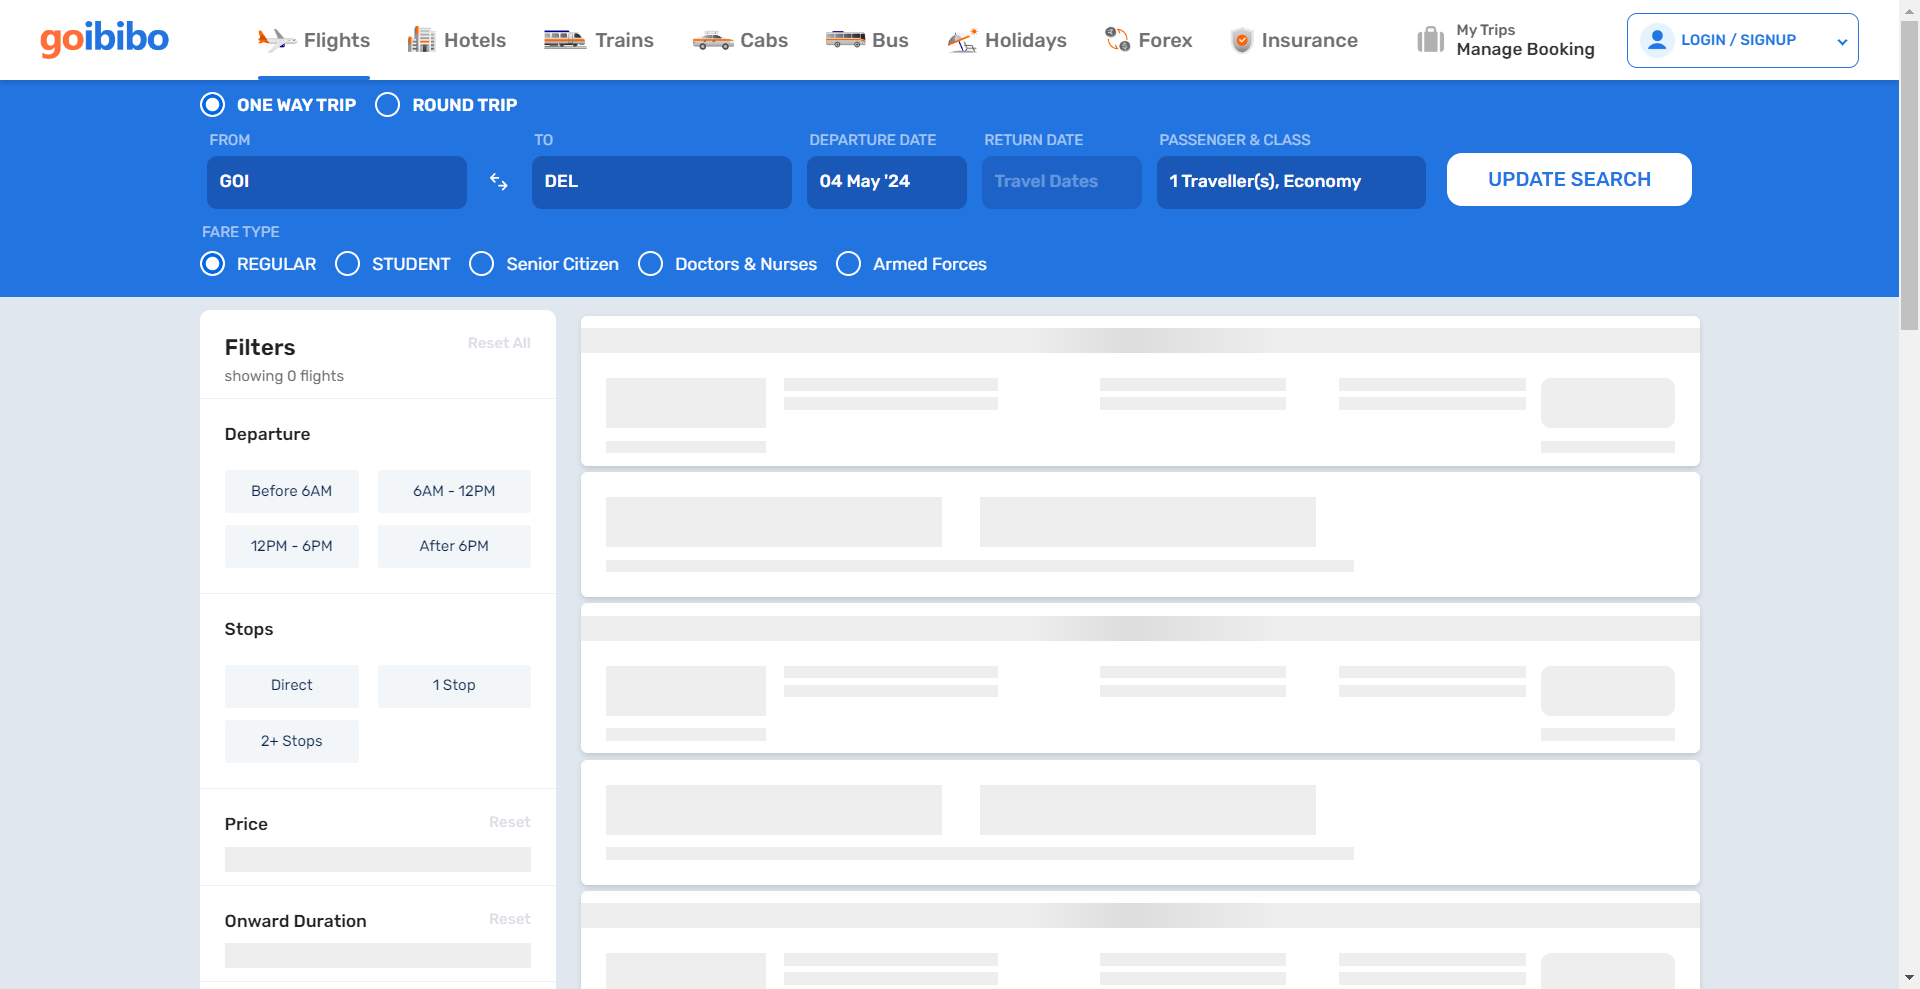 goibibo
Flights
Hotels
Trains
Cabs
Bus
Holidays
Forex
Insurance
My Trips
Manage Booking
LOGIN / SIGNUP
ONE WAY TRIP
ROUND TRIP
FROM
TO
DEPARTURE DATE
RETURN DATE
PASSENGER & CLASS
GOI
DEL
04 May '24
Travel Dates
1 Traveller(s), Economy
UPDATE SEARCH
FARE TYPE
REGULAR
STUDENT
Senior Citizen
Doctors & Nurses
Armed Forces
Filters
Reset All
showing 0 flights
Departure
Before 6AM
6AM - 12PM
12PM - 6PM
After 6PM
Stops
Direct
1 Stop
2+ Stops
Price
Reset
Onward Duration
Reset